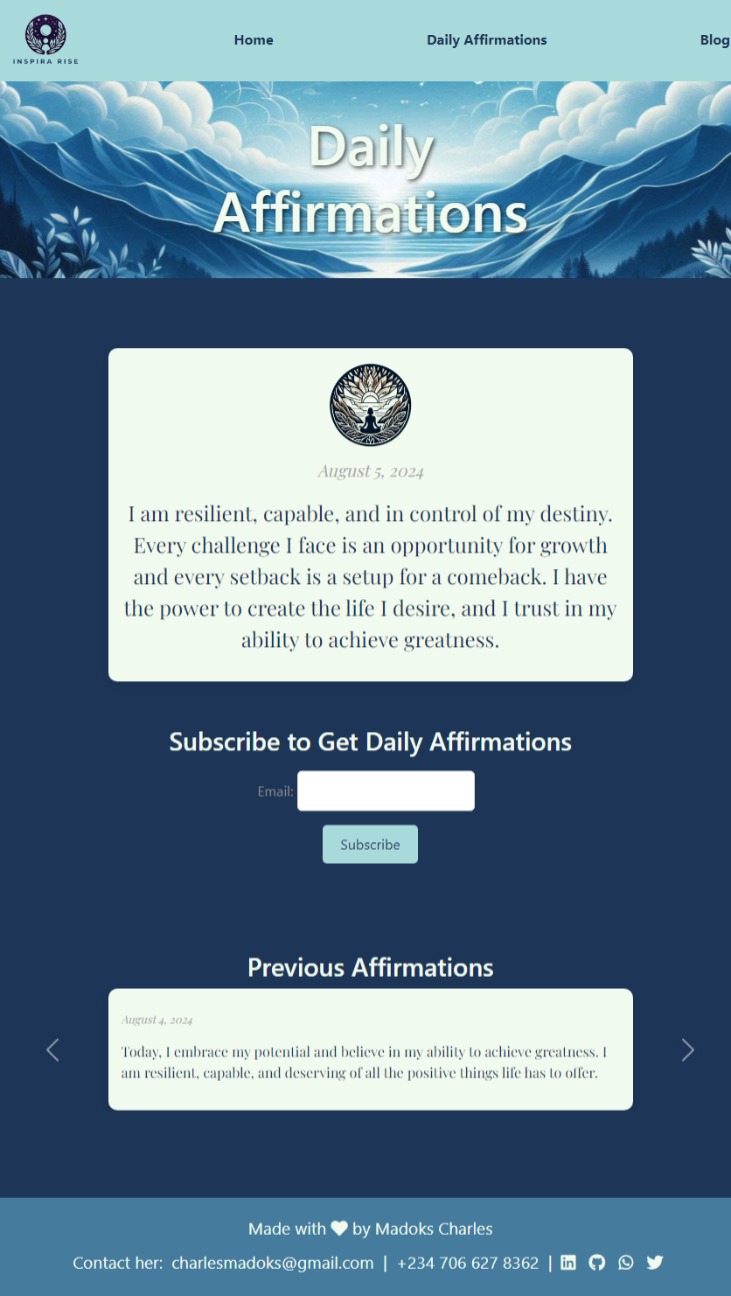 INSPIRA RISE
Home
Daily Affirmations
Blog
Daily
Affirmations
August 5, 2024
I am resilient, capable, and in control of my destiny.
Every challenge I face is an opportunity for growth
and every setback is a setup for a comeback. I have
the power to create the life I desire, and I trust in my
ability to achieve greatness.
Subscribe to Get Daily Affirmations
Email:
Subscribe
Previous Affirmations
August 4, 2024
Today, I embrace my potential and believe in my ability to achieve greatness. I
am resilient, capable, and deserving of all the positive things life has to offer.
Made with ❤ by Madoks Charles
Contact her: charlesmadoks@gmail.com | +234 706 627 8362 |